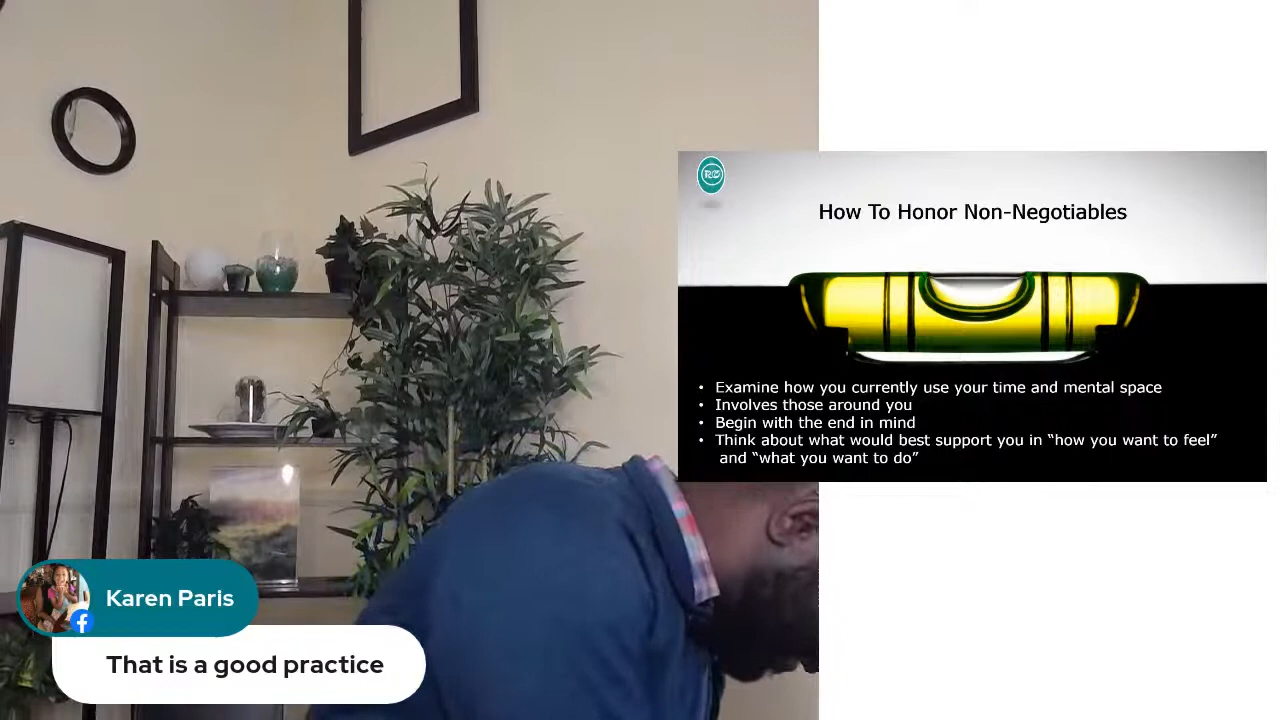 How To Honor Non-Negotiables
• Examine how you currently use your time and mental space
• Involves those around you
• Begin with the end in mind
• Think about what would best support you in “how you want to feel”
and “what you want to do”
Karen Paris
That is a good practice